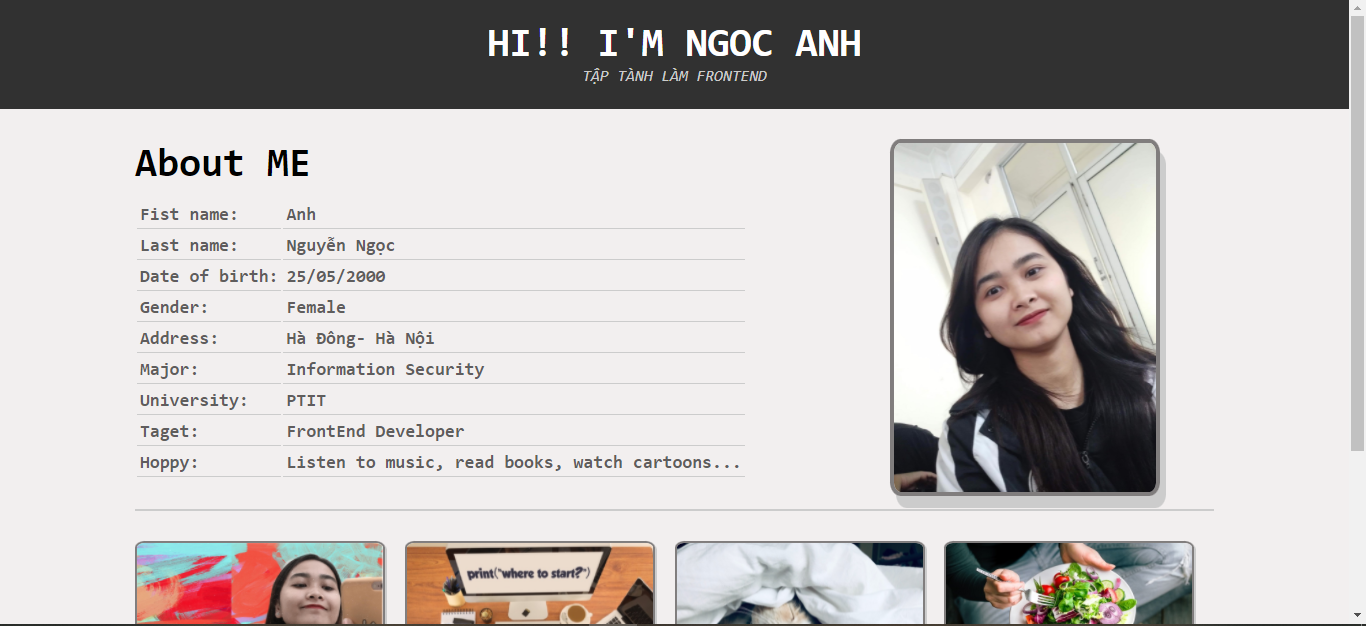 HI!! I'M NGOC ANH
TẬP TÀNH LÀM FRONTEND
About ME
Fist name: Anh
Last name: Nguyễn Ngọc
Date of birth: 25/05/2000
Gender: Female
Address: Hà Đông- Hà Nội
Major: Information Security
University: PTIT
Taget: FrontEnd Developer
Hoppy: Listen to music, read books, watch cartoons...
print("where to start?")